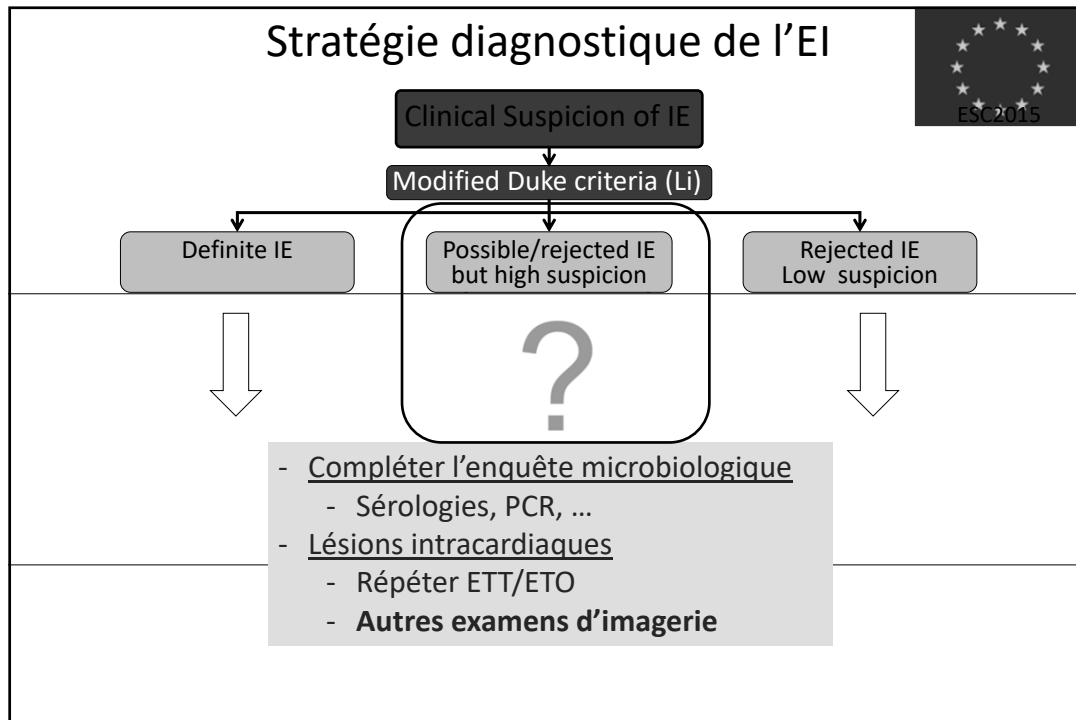 Stratégie diagnostique de l’EI
ESC2015
Clinical Suspicion of IE
Modified Duke criteria (Li)
Definite IE
Possible/rejected IE
but high suspicion
Rejected IE
Low suspicion
?
- Compléter l’enquête microbiologique
- Sérologies, PCR, …
- Lésions intracardiaques
- Répéter ETT/ETO
- Autres examens d’imagerie